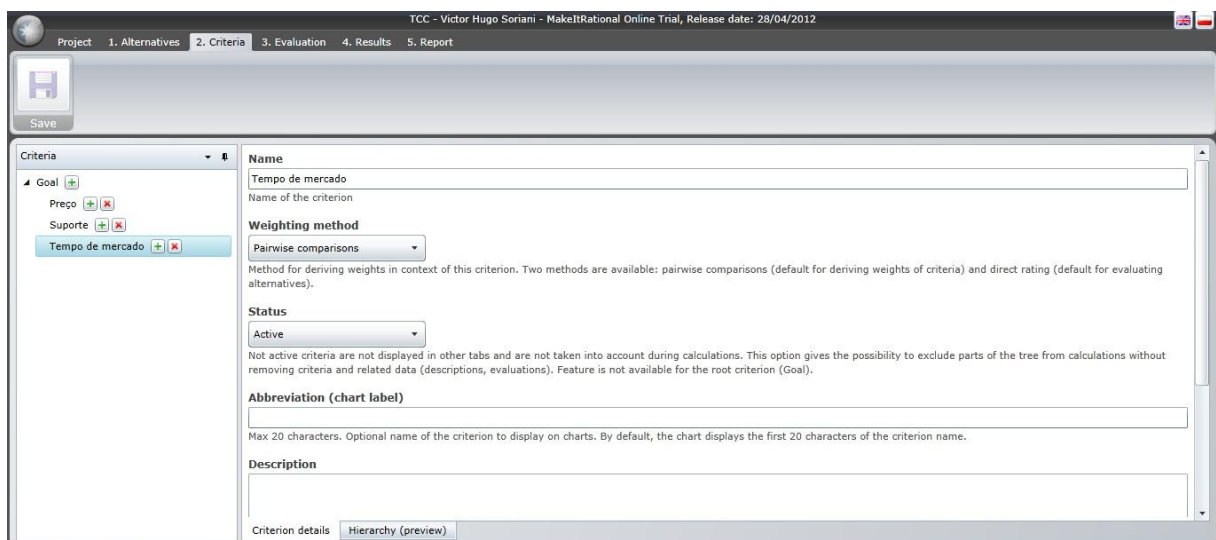 TCC - Victor Hugo Soriani - MakeItRational Online Trial, Release date: 28/04/2012
Project 1. Alternatives 2. Criteria 3. Evaluation 4. Results 5. Report
Save
Criteria
Goal
Preço
Suporte
Tempo de mercado
Name
Tempo de mercado
Name of the criterion
Weighting method
Pairwise comparisons
Method for deriving weights in context of this criterion. Two methods are available: pairwise comparisons (default for deriving weights of criteria) and direct rating (default for evaluating
alternatives).
Status
Active
Not active criteria are not displayed in other tabs and are not taken into account during calculations. This option gives the possibility to exclude parts of the tree from calculations without
removing criteria and related data (descriptions, evaluations). Feature is not available for the root criterion (Goal).
Abbreviation (chart label)
Max 20 characters. Optional name of the criterion to display on charts. By default, the chart displays the first 20 characters of the criterion name.
Description
Criterion details Hierarchy (preview)